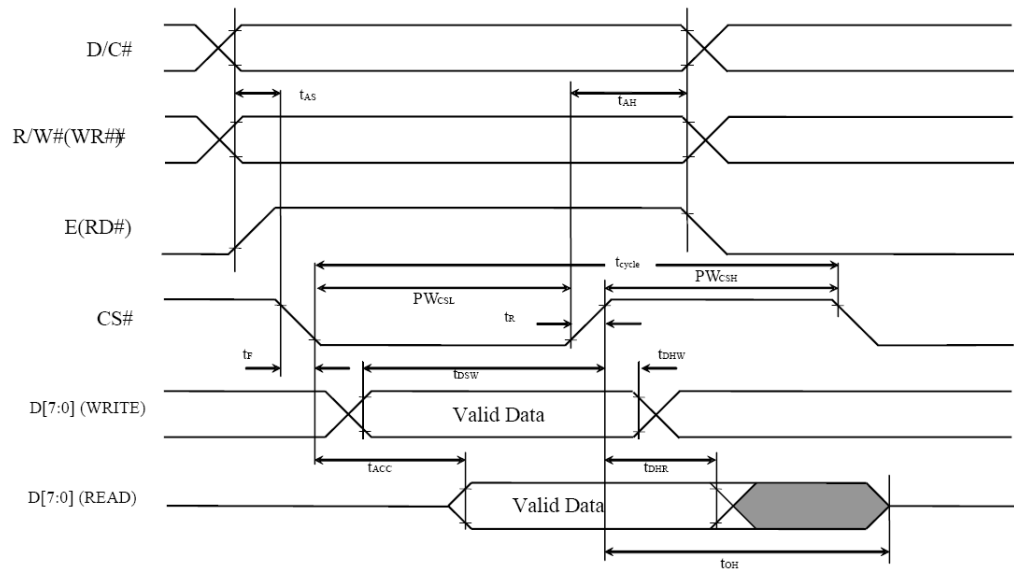 D/C#
tAS
tAH
R/W#(WR##)
E(RD#)
tcycle
PWCSL
PWCSH
CS#
tR
tF
tDSW
tDHW
D[7:0] (WRITE)
Valid Data
tACC
tDHR
D[7:0] (READ)
Valid Data
tOH